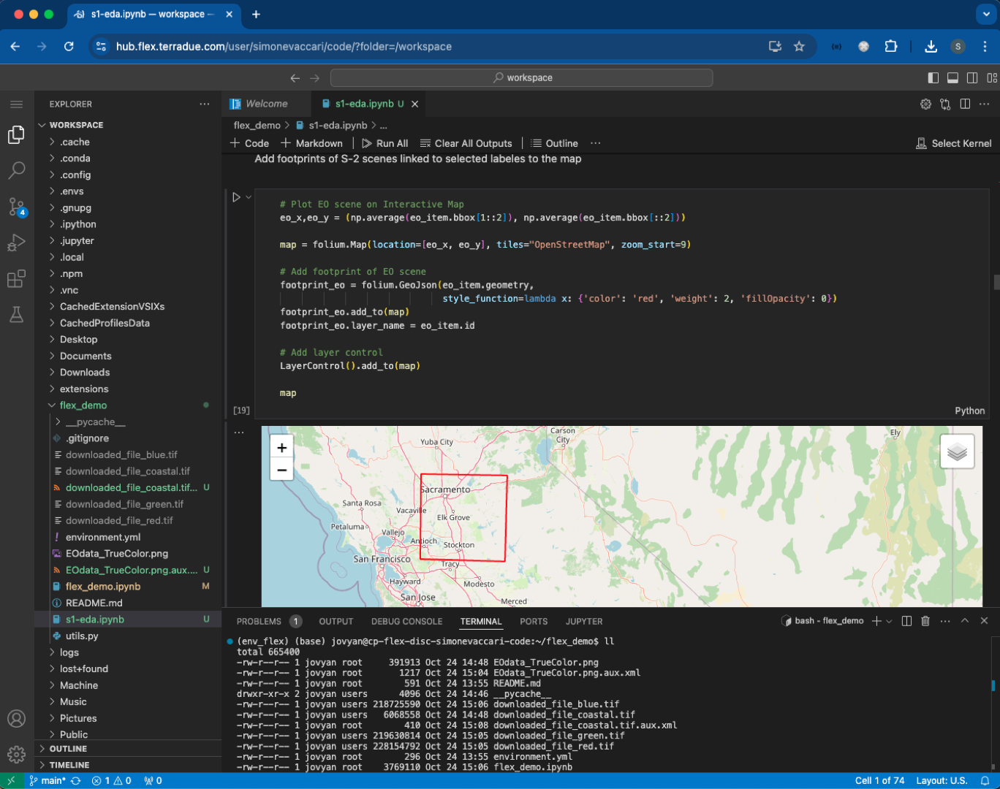 s1-eda.ipynb — workspace –
hub.flex.terradue.com/user/simonevaccari/code/?folder=/workspace
S
workspace
EXPLORER
WORKSPACE
.cache
.conda
.config
.envs
.gnupg
.ipython
.jupyter
.local
.npm
.vnc
CachedExtensionVSIXs
CachedProfilesData
Desktop
Documents
Downloads
extensions
flex_demo
__pycache__
.gitignore
downloaded_file_blue.tif
downloaded_file_coastal.tif
downloaded_file_coastal.tif... U
downloaded_file_green.tif
downloaded_file_red.tif
! environment.yml
EOdata_TrueColor.png
EOdata_TrueColor.png.aux.... U
flex_demo.ipynb M
README.md
s1-eda.ipynb U
utils.py
logs
lost+found
Machine
Music
Pictures
Public
OUTLINE
TIMELINE
4
Welcome
s1-eda.ipynb U
flex_demo > s1-eda.ipynb > ...
+ Code + Markdown Run All Clear All Outputs Outline ...
Select Kernel
Add footprints of S-2 scenes linked to selected labeles to the map
# Plot EO scene on Interactive Map
eo_x,eo_y = (np.average(eo_item.bbox[1::2]), np.average(eo_item.bbox[::2]))
map = folium.Map(location=[eo_x, eo_y], tiles="OpenStreetMap", zoom_start=9)
# Add footprint of EO scene
footprint_eo = folium.GeoJson(eo_item.geometry,
style_function=lambda x: {'color': 'red', 'weight': 2, 'fillOpacity': 0})
footprint_eo.add_to(map)
footprint_eo.layer_name = eo_item.id
# Add layer control
LayerControl().add_to(map)
map
[19]
Python
+
−
Yuba City
Carson City
Ely
Sacramento
Santa Rosa
Vacaville
Elk Grove
Petaluma
Vallejo
Antioch
Stockton
San Francisco
Tracy
Hayward
Modesto
San Jose
Merced
PROBLEMS 1 OUTPUT DEBUG CONSOLE TERMINAL PORTS JUPYTER
bash - flex_demo
(env_flex) (base) jovyan@cp-flex-disc-simonevaccari-code:~/flex_demo$ ll
total 665400
-rw-r--r-- 1 jovyan root 391913 Oct 24 14:48 EOdata_TrueColor.png
-rw-r--r-- 1 jovyan root 1217 Oct 24 15:04 EOdata_TrueColor.png.aux.xml
-rw-r--r-- 1 jovyan root 591 Oct 24 13:55 README.md
drwxr-xr-x 2 jovyan users 4096 Oct 24 14:46 __pycache__
-rw-r--r-- 1 jovyan users 218725590 Oct 24 15:06 downloaded_file_blue.tif
-rw-r--r-- 1 jovyan users 6068558 Oct 24 14:48 downloaded_file_coastal.tif
-rw-r--r-- 1 jovyan root 410 Oct 24 15:08 downloaded_file_coastal.tif.aux.xml
-rw-r--r-- 1 jovyan users 219630814 Oct 24 15:05 downloaded_file_green.tif
-rw-r--r-- 1 jovyan users 228154792 Oct 24 15:05 downloaded_file_red.tif
-rw-r--r-- 1 jovyan root 296 Oct 24 13:55 environment.yml
-rw-r--r-- 1 jovyan root 3769110 Oct 24 15:06 flex_demo.ipynb
main* 1 0 0
Cell 1 of 74 Layout: U.S.